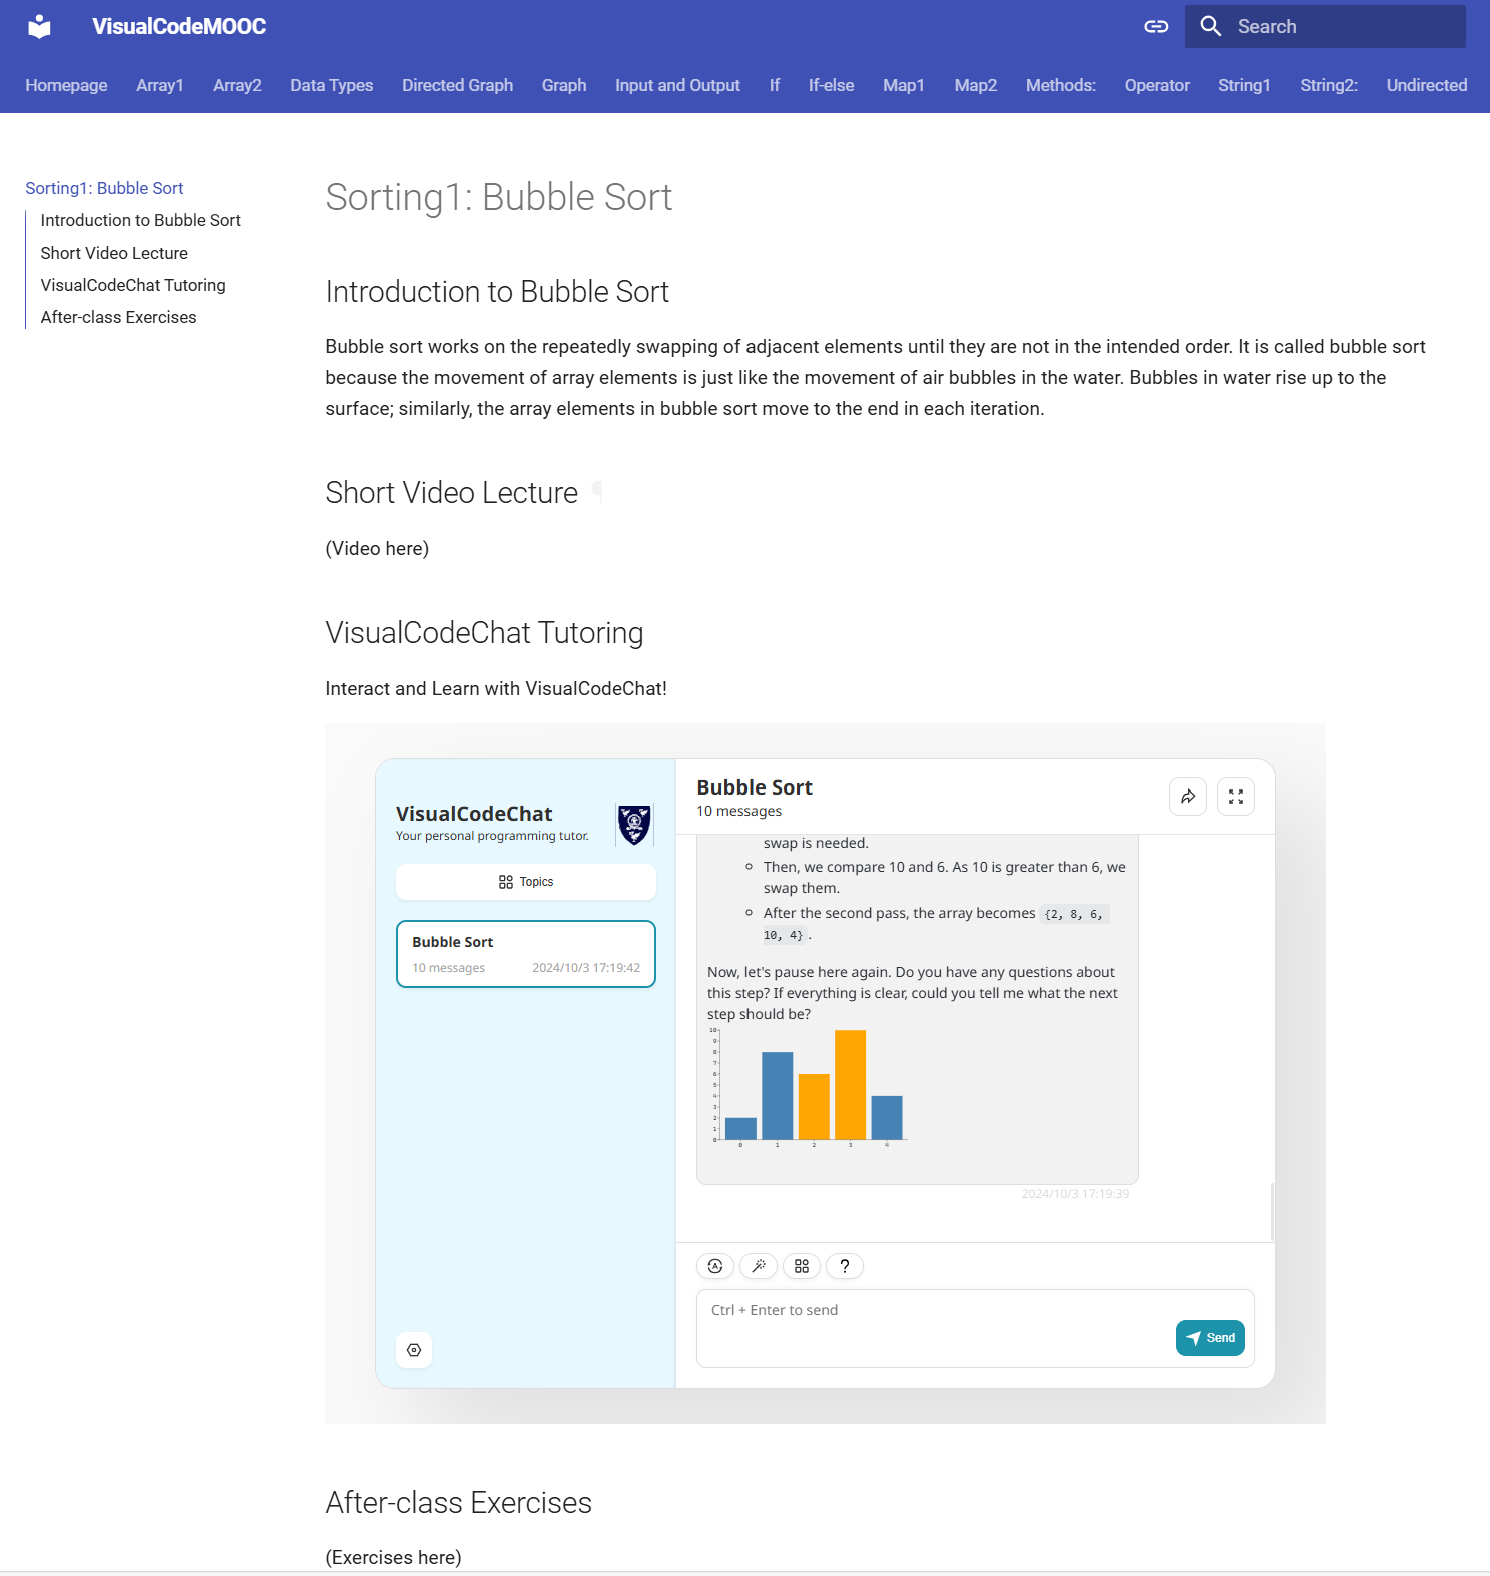 VisualCodeMOOC
Search
Homepage Array1 Array2 Data Types Directed Graph Graph Input and Output If If-else Map1 Map2 Methods: Operator String1 String2: Undirected
Sorting1: Bubble Sort
Introduction to Bubble Sort
Short Video Lecture
VisualCodeChat Tutoring
After-class Exercises
Sorting1: Bubble Sort
Introduction to Bubble Sort
Bubble sort works on the repeatedly swapping of adjacent elements until they are not in the intended order. It is called bubble sort
because the movement of array elements is just like the movement of air bubbles in the water. Bubbles in water rise up to the
surface; similarly, the array elements in bubble sort move to the end in each iteration.
Short Video Lecture ¶
(Video here)
VisualCodeChat Tutoring
Interact and Learn with VisualCodeChat!
VisualCodeChat
Your personal programming tutor.
Topics
Bubble Sort
10 messages 2024/10/3 17:19:42
Bubble Sort
10 messages
swap is needed.
Then, we compare 10 and 6. As 10 is greater than 6, we
swap them.
After the second pass, the array becomes {2, 8, 6,
10, 4} .
Now, let's pause here again. Do you have any questions about
this step? If everything is clear, could you tell me what the next
step should be?
10
9
8
7
6
5
4
3
2
1
0
0 1 2 3 4
2024/10/3 17:19:39
?
Ctrl + Enter to send
Send
After-class Exercises
(Exercises here)